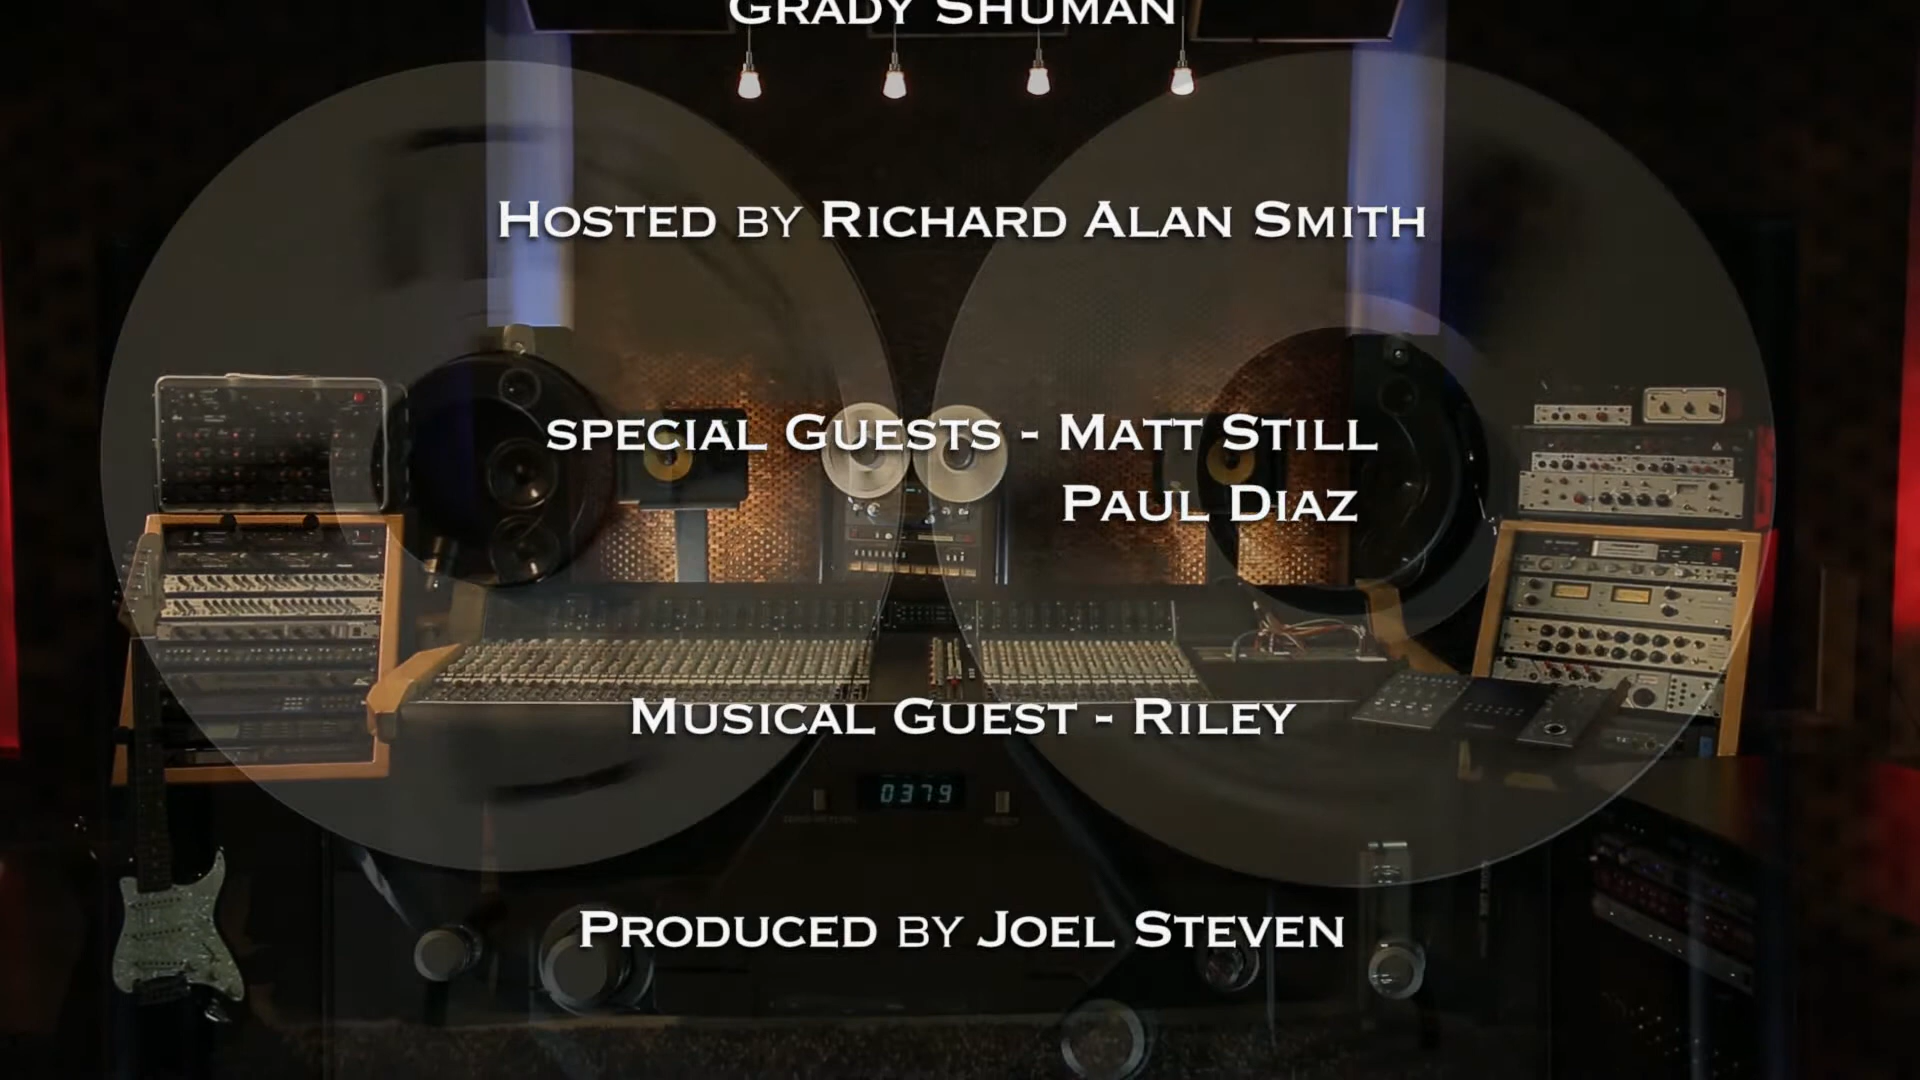 Grady Shuman
Hosted by Richard Alan Smith
special Guests - Matt Still
Paul Diaz
Musical Guest - Riley
0379
Produced by Joel Steven